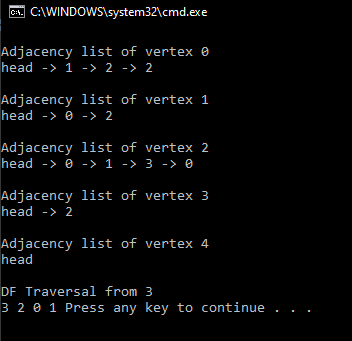 C:\WINDOWS\system32\cmd.exe
Adjacency list of vertex 0
head -> 1 -> 2 -> 2
Adjacency list of vertex 1
head -> 0 -> 2
Adjacency list of vertex 2
head -> 0 -> 1 -> 3 -> 0
Adjacency list of vertex 3
head -> 2
Adjacency list of vertex 4
head
DF Traversal from 3
3 2 0 1 Press any key to continue . . .